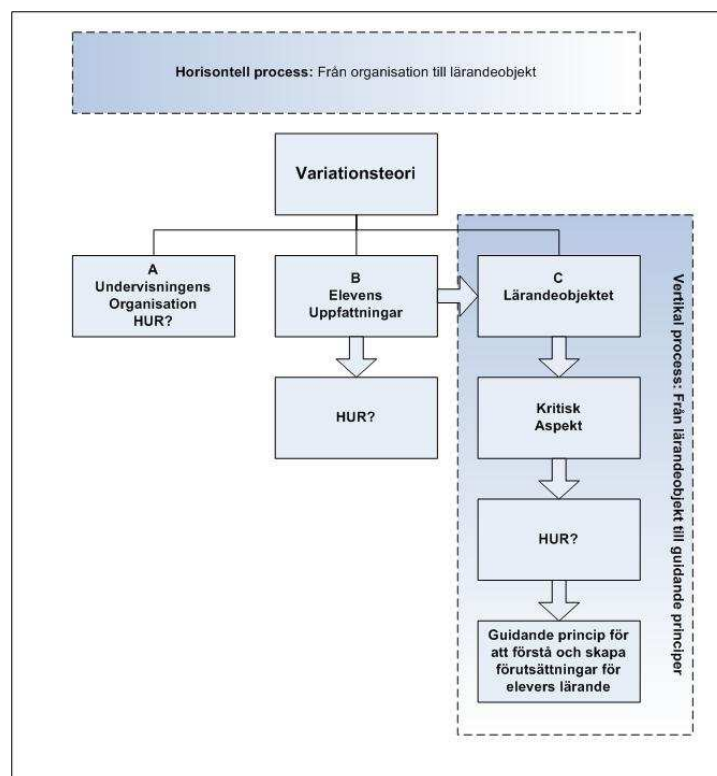 Horisontell process: Från organisation till lärandeobjekt
Variationsteori
A
Undervisningens
Organisation
HUR?
B
Elevens
Uppfattningar
C
Lärandeobjektet
HUR?
Kritisk
Aspekt
HUR?
Guidande princip för
att förstå och skapa
förutsättningar för
elevers lärande
Vertikal process: Från lärandeobjekt till guidande principer